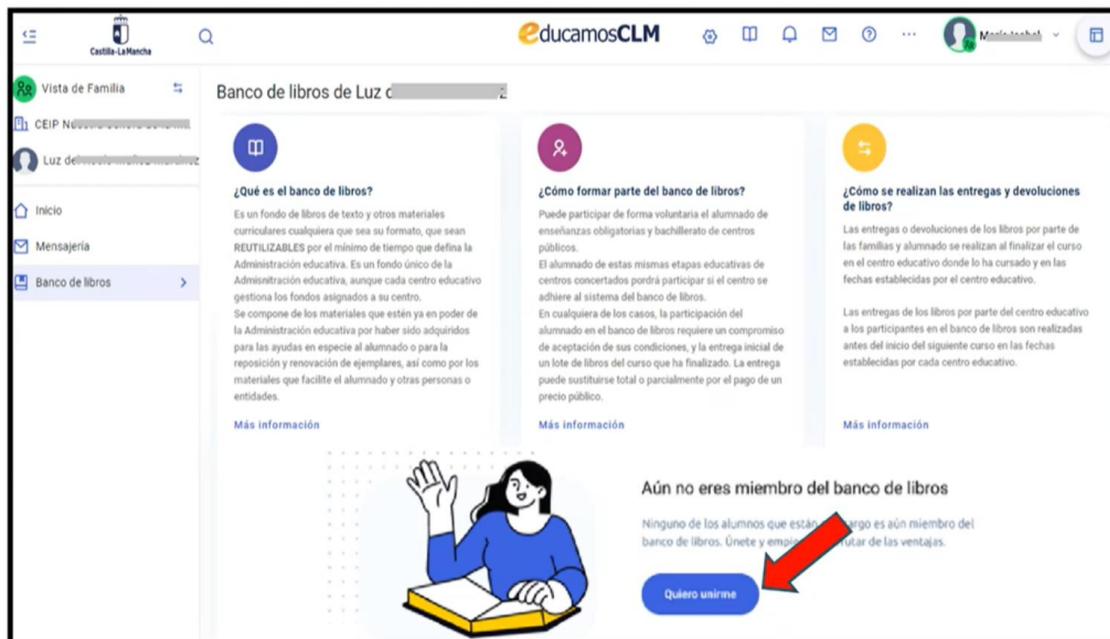 Castilla-La Mancha
educamosCLM
Vista de Familia
CEIP
Luz
Inicio
Mensajería
Banco de libros
Banco de libros de Luz
¿Qué es el banco de libros?
Es un fondo de libros de texto y otros materiales
curriculares cualquiera que sea su formato, que sean
REUTILIZABLES por el mínimo de tiempo que defina la
Administración educativa. Es un fondo único de la
Admisnitración educativa, aunque cada centro educativo
gestiona los fondos asignados a su centro.
Se compone de los materiales que estén ya en poder de
la Administración educativa por haber sido adquiridos
para las ayudas en especie al alumnado o para la
reposición y renovación de ejemplares, así como por los
materiales que facilite el alumnado y otras personas o
entidades.
Más información
¿Cómo formar parte del banco de libros?
Puede participar de forma voluntaria el alumnado de
enseñanzas obligatorias y bachillerato de centros
públicos.
El alumnado de estas mismas etapas educativas de
centros concertados pordrá participar si el centro se
adhiere al sistema del banco de libros.
En cualquiera de los casos, la participación del
alumnado en el banco de libros requiere un compromiso
de aceptación de sus condiciones, y la entrega inicial de
un lote de libros del curso que ha finalizado. La entrega
puede sustituirse total o parcialmente por el pago de un
precio público.
Más información
¿Cómo se realizan las entregas y devoluciones
de libros?
Las entregas o devoluciones de los libros por parte de
las familias y alumnado se realizan al finalizar el curso
en el centro educativo donde lo ha cursado y en las
fechas establecidas por el centro educativo.
Las entregas de los libros por parte del centro educativo
a los participantes en el banco de libros son realizadas
antes del inicio del siguiente curso en las fechas
establecidas por cada centro educativo.
Más información
Aún no eres miembro del banco de libros
Ninguno de los alumnos que están argo es aún miembro del
banco de libros. Únete y empie rutar de las ventajas.
Quiero unirme